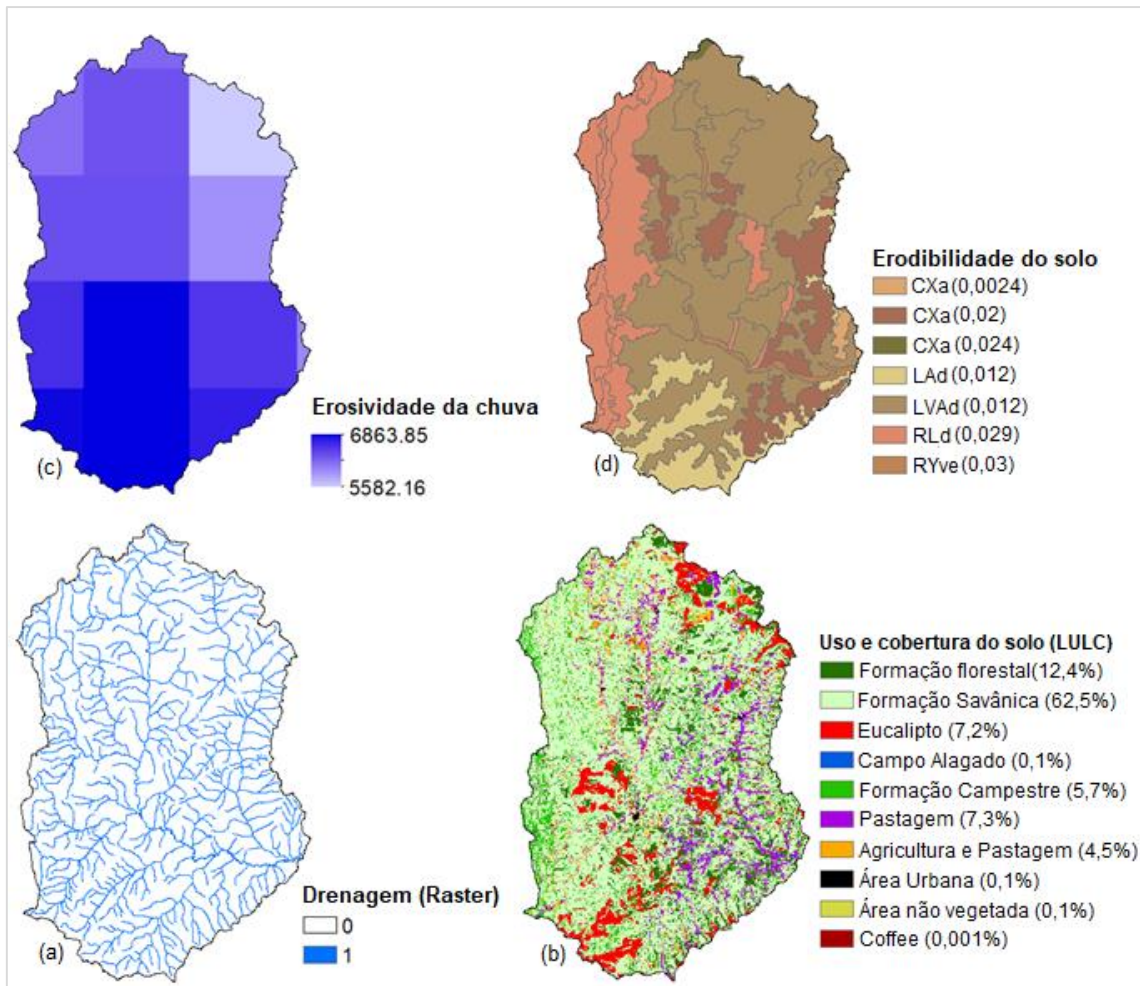 Erosividade da chuva
6863.85
5582.16
(c)
Erodibilidade do solo
CXa (0,0024)
CXa (0,02)
CXa (0,024)
LAd (0,012)
LVAd (0,012)
RLd (0,029)
RYve (0,03)
(d)
Drenagem (Raster)
0
1
(a)
Uso e cobertura do solo (LULC)
Formação florestal(12,4%)
Formação Savânica (62,5%)
Eucalipto (7,2%)
Campo Alagado (0,1%)
Formação Campestre (5,7%)
Pastagem (7,3%)
Agricultura e Pastagem (4,5%)
Área Urbana (0,1%)
Área não vegetada (0,1%)
Coffee (0,001%)
(b)